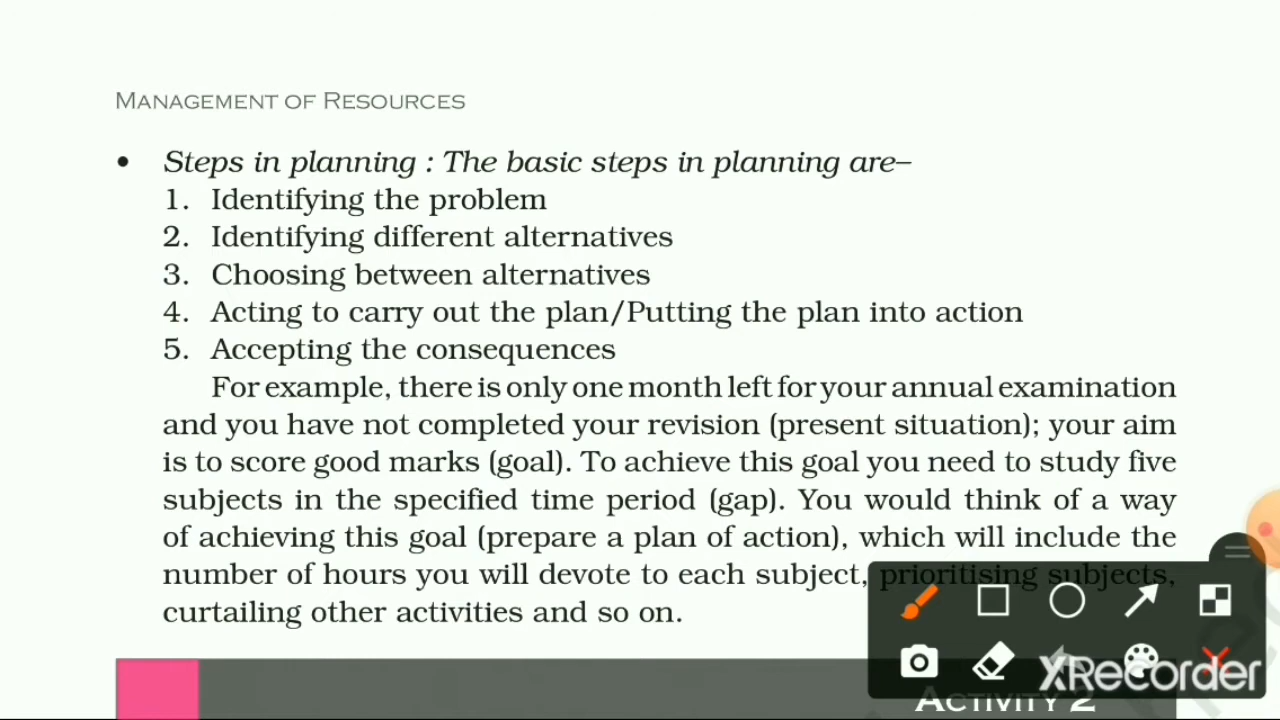 MANAGEMENT OF RESOURCES
• Steps in planning : The basic steps in planning are–
1. Identifying the problem
2. Identifying different alternatives
3. Choosing between alternatives
4. Acting to carry out the plan/Putting the plan into action
5. Accepting the consequences
For example, there is only one month left for your annual examination
and you have not completed your revision (present situation); your aim
is to score good marks (goal). To achieve this goal you need to study five
subjects in the specified time period (gap). You would think of a way
of achieving this goal (prepare a plan of action), which will include the
number of hours you will devote to each subject, prioritising subjects,
curtailing other activities and so on.
XRecorder
ACTIVITY 2